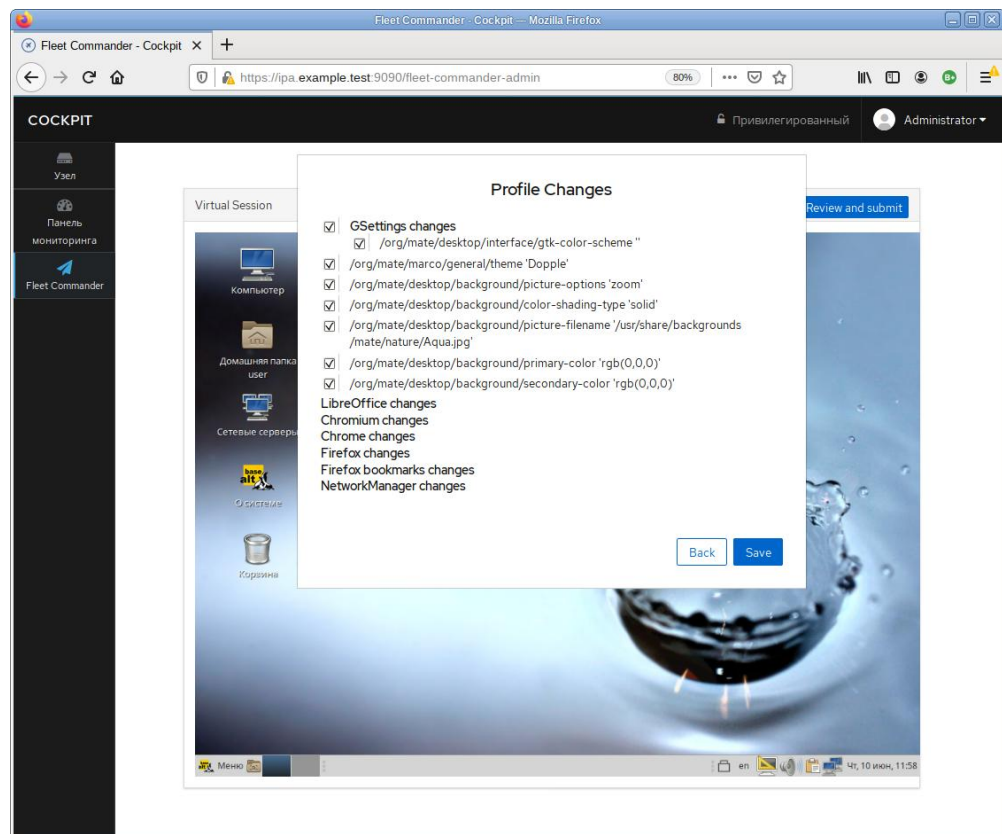 Fleet Commander - Cockpit — Mozilla Firefox
Fleet Commander - Cockpit
https://ipa.example.test:9090/fleet-commander-admin
80%
COCKPIT
Привилегированный
Administrator
Узел
Панель
мониторинга
Fleet Commander
Virtual Session
Review and submit
Компьютер
Домашняя папка
user
Сетевые серверы
base
alt
О системе
Корзина
Profile Changes
GSettings changes
/org/mate/desktop/interface/gtk-color-scheme ''
/org/mate/marco/general/theme 'Dopple'
/org/mate/desktop/background/picture-options 'zoom'
/org/mate/desktop/background/color-shading-type 'solid'
/org/mate/desktop/background/picture-filename '/usr/share/backgrounds
/mate/nature/Aqua.jpg'
/org/mate/desktop/background/primary-color 'rgb(0,0,0)'
/org/mate/desktop/background/secondary-color 'rgb(0,0,0)'
LibreOffice changes
Chromium changes
Chrome changes
Firefox changes
Firefox bookmarks changes
NetworkManager changes
Back
Save
Меню
en
Чт, 10 июн, 11:58